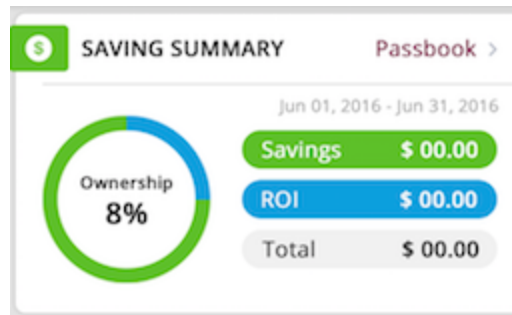 $ SAVING SUMMARY Passbook >
Jun 01, 2016 - Jun 31, 2016
Ownership
8%
Savings $ 00.00
ROI $ 00.00
Total $ 00.00